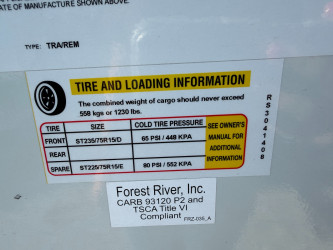 ATE OF MANUFACTURE SHOWN ABOVE.
TYPE: TRA/REM
TIRE AND LOADING INFORMATION
The combined weight of cargo should never exceed
558 kgs or 1230 lbs.
TIRE SIZE COLD TIRE PRESSURE
FRONT ST235/75R15/D 65 PSI / 448 KPA
REAR
SPARE ST225/75R15/E 80 PSI / 552 KPA
SEE OWNER'S
MANUAL FOR
ADDITIONAL
INFORMATION
RS3041408
Forest River, Inc.
CARB 93120 P2 and
TSCA Title VI
Compliant
FRZ-036_A